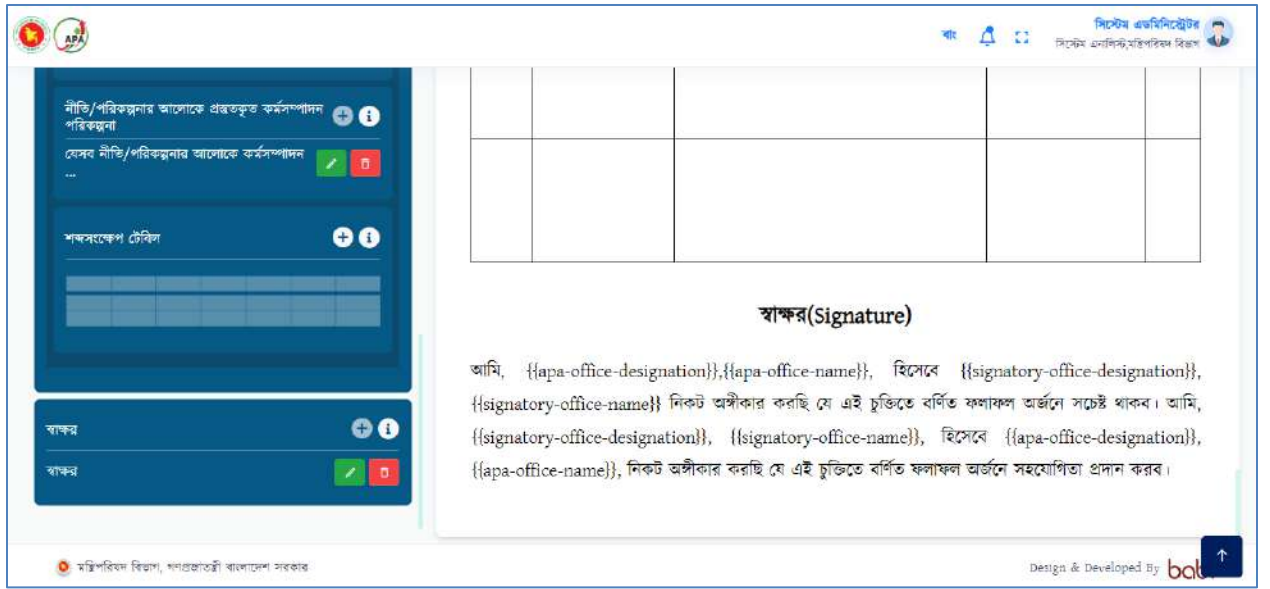 APA
বাং
সিস্টেম এডমিনিস্ট্রেটর
সিস্টেম এনালিস্ট,মন্ত্রিপরিষদ বিভাগ
নীতি/পরিকল্পনার আলোকে প্রস্তুতকৃত কর্মসম্পাদন
পরিকল্পনা
যেসব নীতি/পরিকল্পনার আলোকে কর্মসম্পাদন
...
শব্দসংক্ষেপ টেবিল
স্বাক্ষর
স্বাক্ষর
স্বাক্ষর(Signature)
আমি, {{apa-office-designation}},{{apa-office-name}}, হিসেবে {{signatory-office-designation}},
{{signatory-office-name}} নিকট অঙ্গীকার করছি যে এই চুক্তিতে বর্ণিত ফলাফল অর্জনে সচেষ্ট থাকব। আমি,
{{signatory-office-designation}}, {{signatory-office-name}}, হিসেবে {{apa-office-designation}},
{{apa-office-name}}, নিকট অঙ্গীকার করছি যে এই চুক্তিতে বর্ণিত ফলাফল অর্জনে সহযোগিতা প্রদান করব।
মন্ত্রিপরিষদ বিভাগ, গণপ্রজাতন্ত্রী বাংলাদেশ সরকার
Design & Developed By